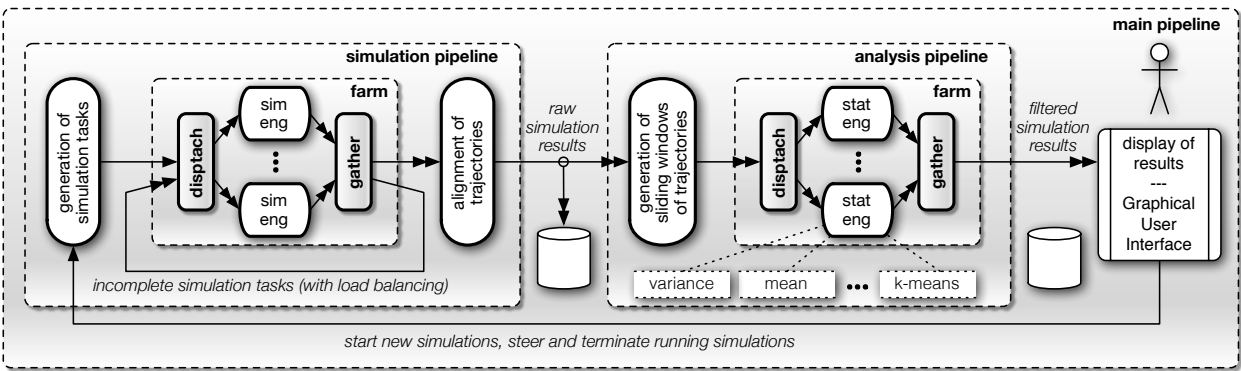 main pipeline
simulation pipeline
generation of
simulation tasks
farm
disptach
sim
eng
...
sim
eng
gather
alignment of
trajectories
incomplete simulation tasks (with load balancing)
raw
simulation
results
analysis pipeline
generation of
sliding windows
of trajectories
farm
disptach
stat
eng
...
stat
eng
gather
variance
mean
...
k-means
filtered
simulation
results
display of
results
---
Graphical
User
Interface
start new simulations, steer and terminate running simulations